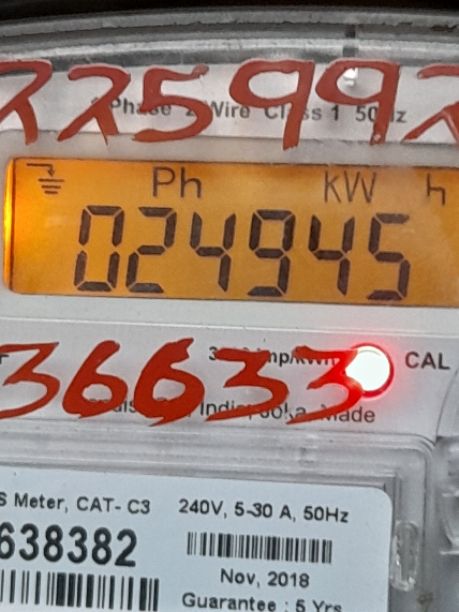 225992
1 Phase 2 Wire Class 1 50Hz
Ph kW h
024945
36633
CAL
Made
S Meter, CAT- C3 240V, 5-30 A, 50Hz
638382
Nov, 2018
Guarantee : 5 Yrs